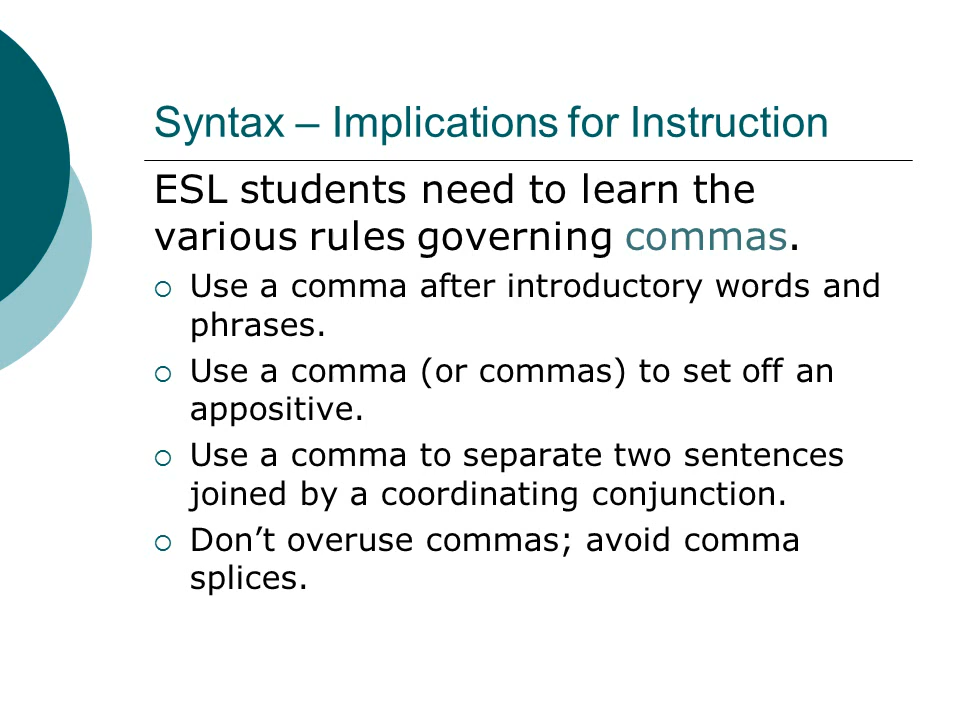 Syntax – Implications for Instruction
ESL students need to learn the
various rules governing commas.
Use a comma after introductory words and
phrases.
Use a comma (or commas) to set off an
appositive.
Use a comma to separate two sentences
joined by a coordinating conjunction.
Don’t overuse commas; avoid comma
splices.